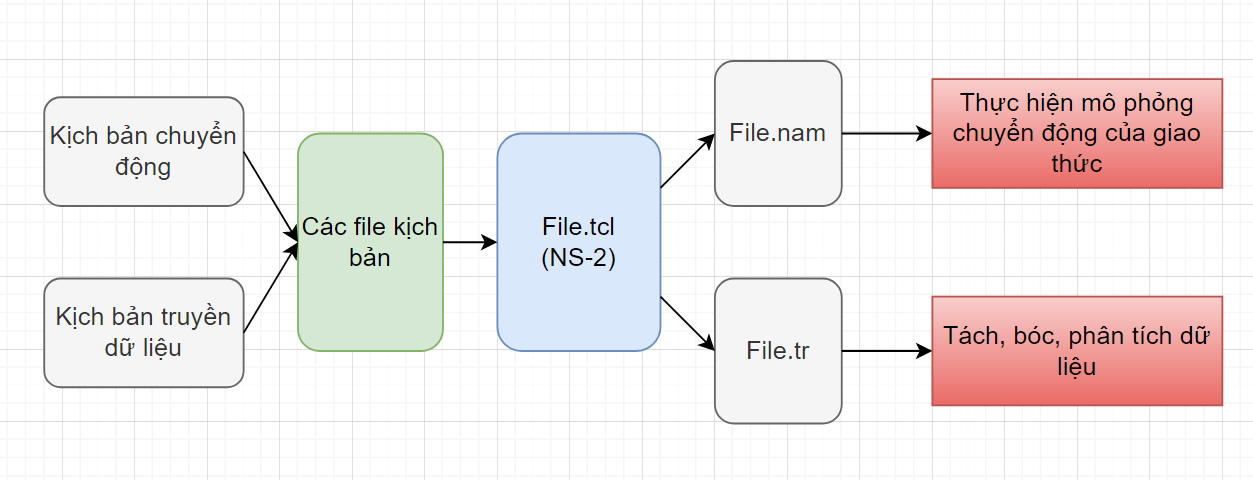 Kịch bản chuyển
động
Kịch bản truyền
dữ liệu
Các file kịch
bản
File.tcl
(NS-2)
File.nam
Thực hiện mô phỏng
chuyển động của giao
thức
File.tr
Tách, bóc, phân tích dữ
liệu